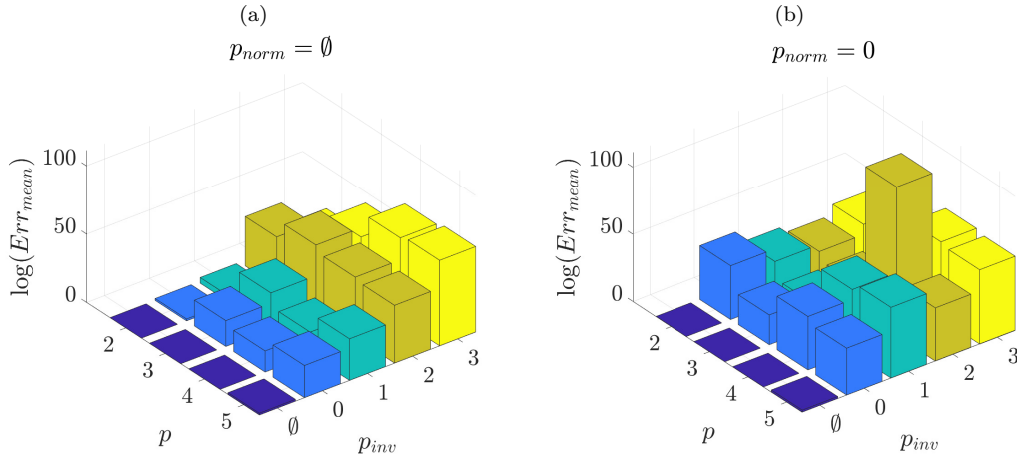 (a)
p_{norm} = ∅
log(Err_{mean})
100
50
0
2
3
4
5
p
∅
0
1
2
3
p_{inv}
(b)
p_{norm} = 0
log(Err_{mean})
100
50
0
2
3
4
5
p
∅
0
1
2
3
p_{inv}